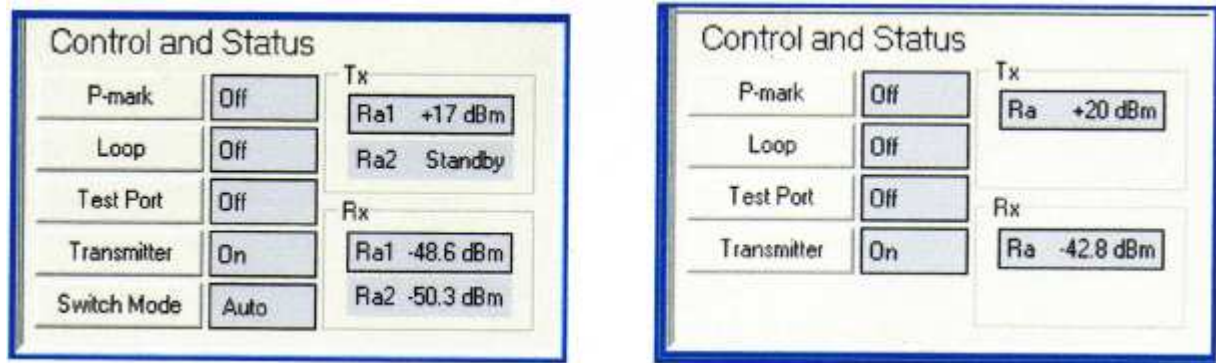 Control and Status
P-mark Off
Loop Off
Test Port Off
Transmitter On
Switch Mode Auto
Tx
Ra1 +17 dBm
Ra2 Standby
Rx
Ra1 -48.6 dBm
Ra2 -50.3 dBm
Control and Status
P-mark Off
Loop Off
Test Port Off
Transmitter On
Tx
Ra +20 dBm
Rx
Ra -42.8 dBm